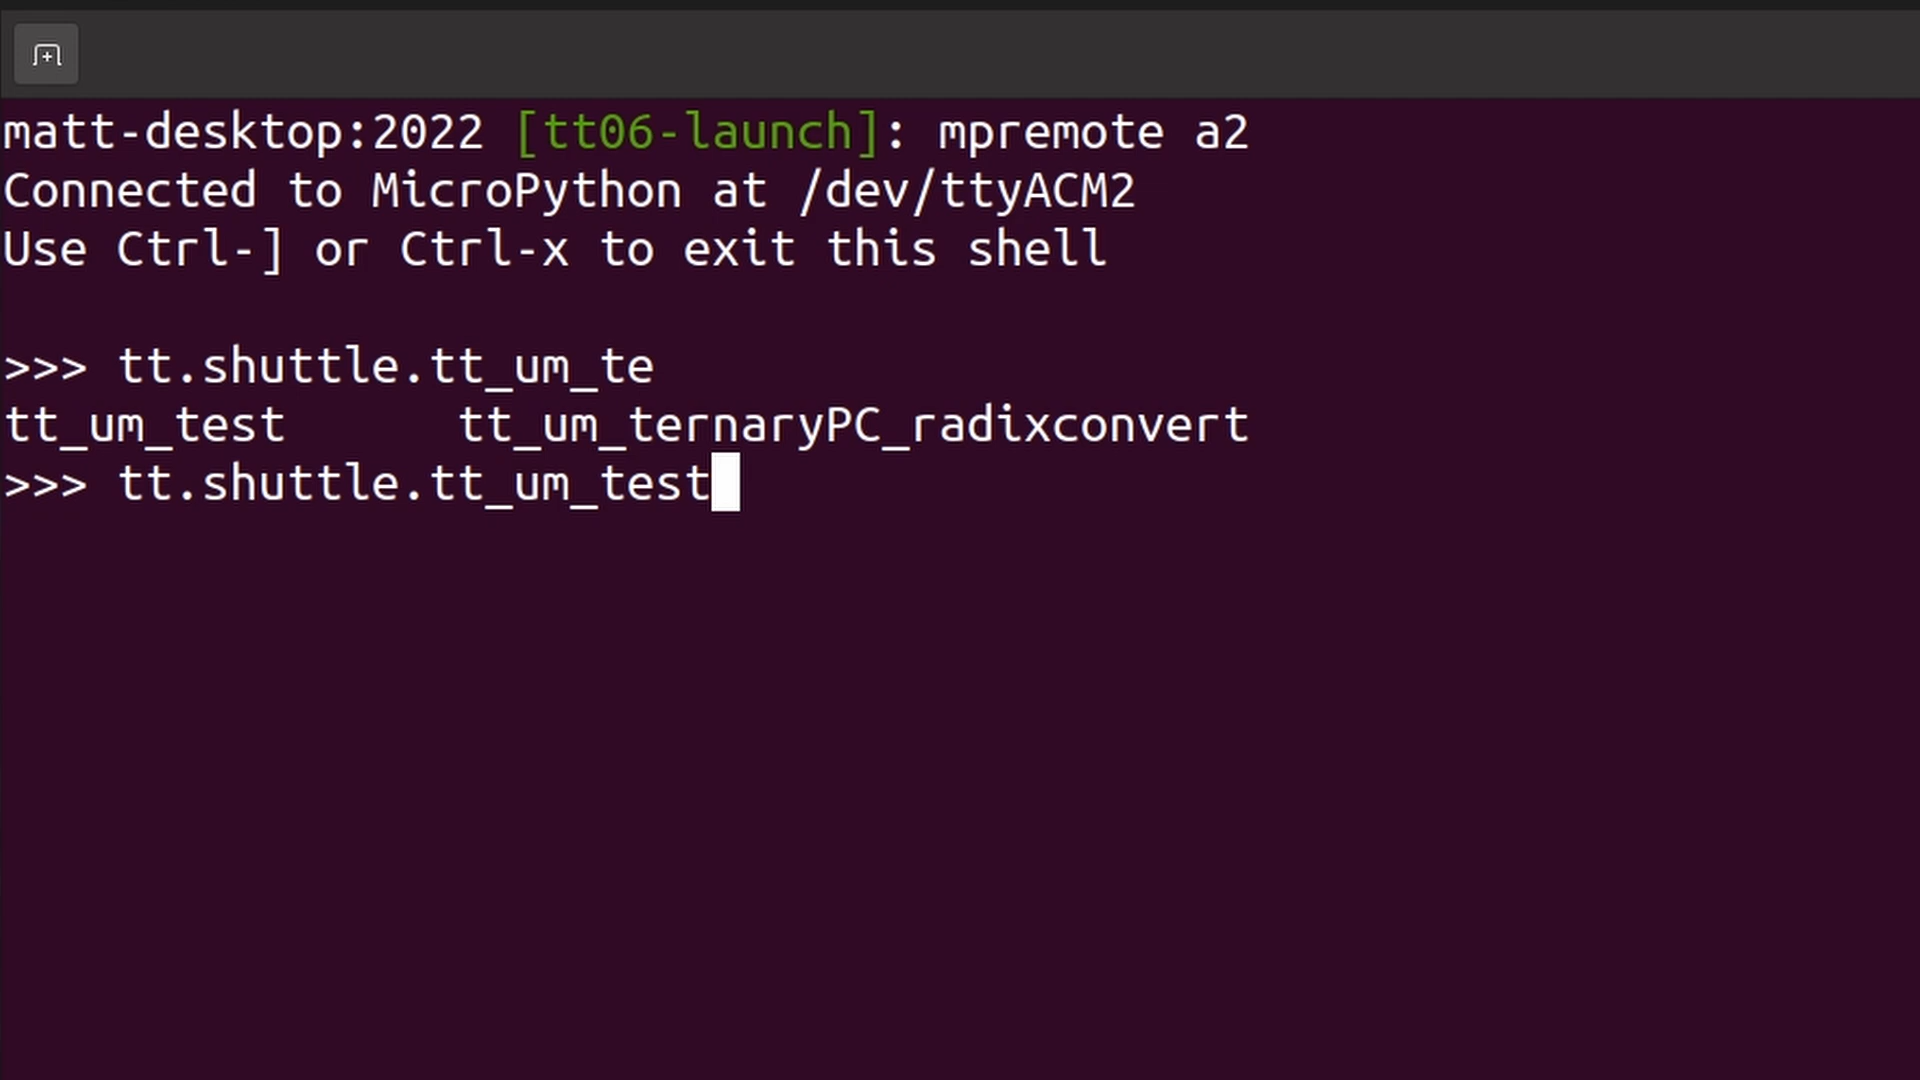 matt-desktop:2022 [tt06-launch]: mpremote a2
Connected to MicroPython at /dev/ttyACM2
Use Ctrl-] or Ctrl-x to exit this shell
>>> tt.shuttle.tt_um_te
tt_um_test      tt_um_ternaryPC_radixconvert
>>> tt.shuttle.tt_um_test